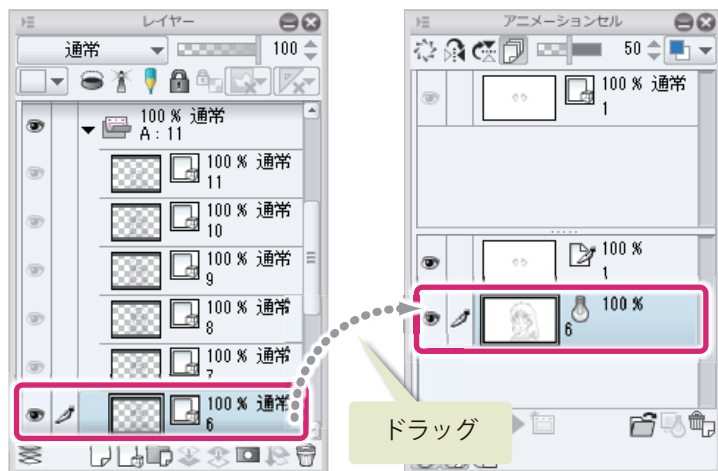 レイヤー
通常 100
100 % 通常
A : 11
100 % 通常
11
100 % 通常
10
100 % 通常
9
100 % 通常
8
100 % 通常
7
100 % 通常
6
アニメーションセル
50
100 % 通常
1
100 %
1
100 %
6
ドラッグ